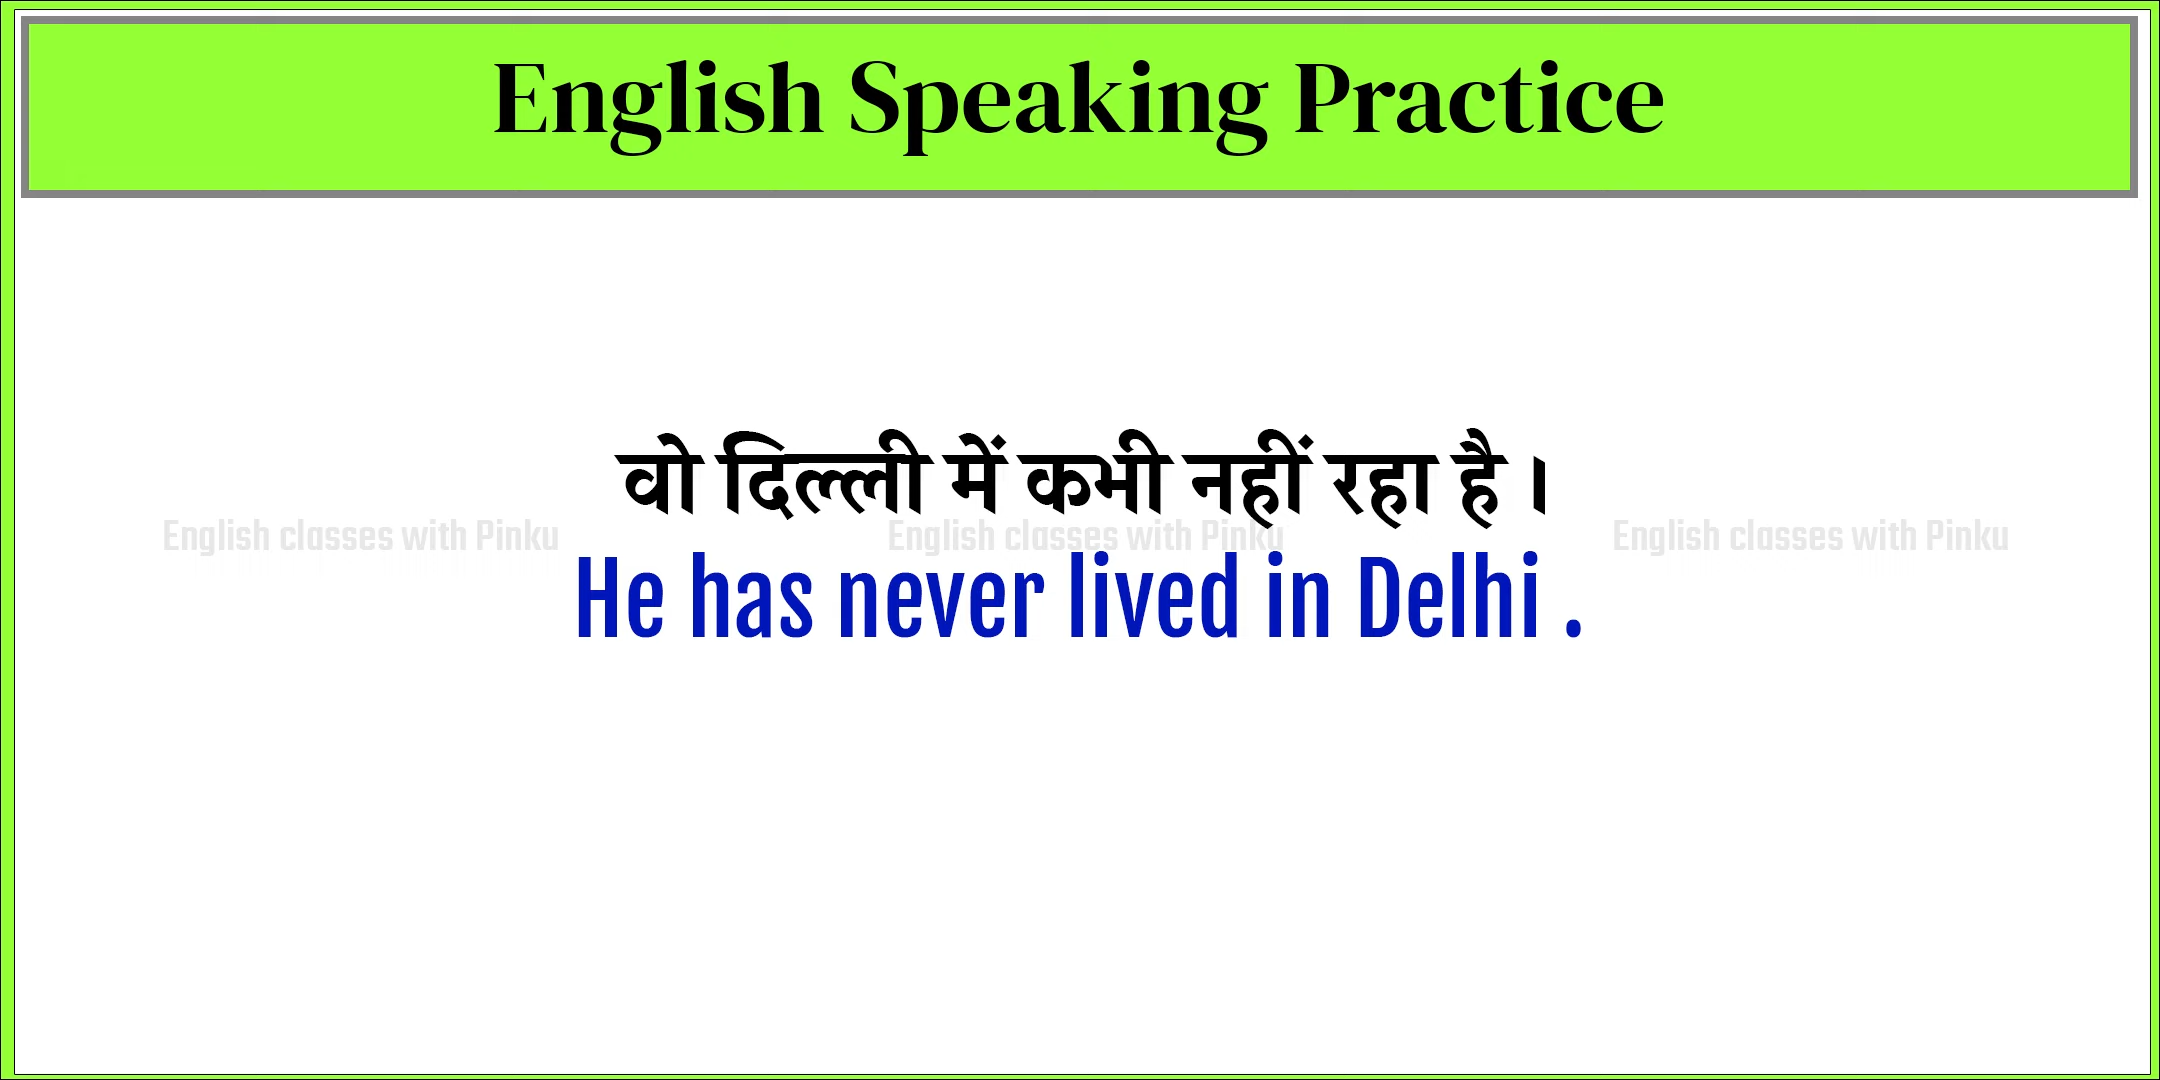 English Speaking Practice
वो दिल्ली में कभी नहीं रहा है ।
English classes with Pinku English classes with Pinku English classes with Pinku
He has never lived in Delhi .